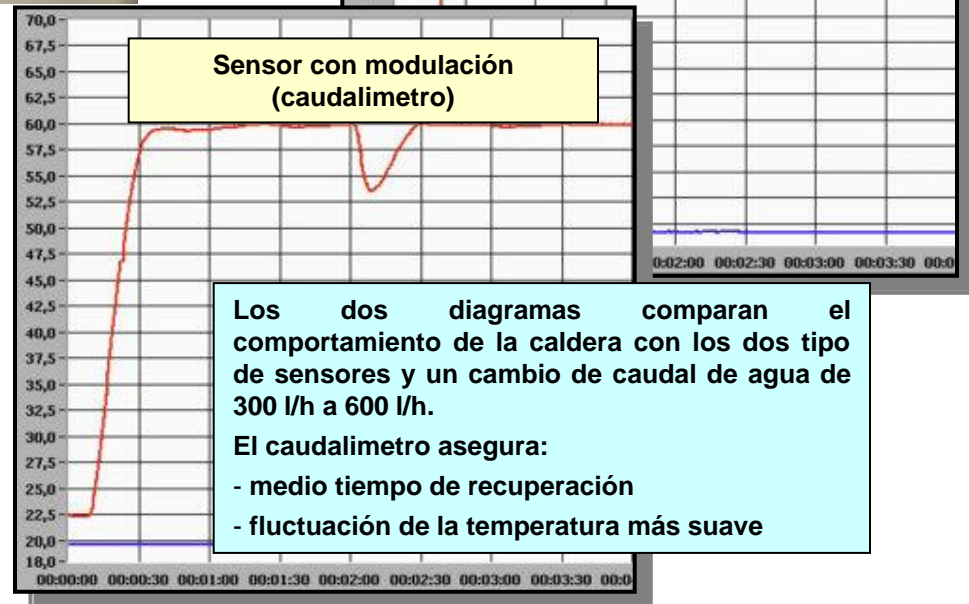 70,0
67,5
65,0
62,5
60,0
57,5
55,0
52,5
50,0
47,5
45,0
42,5
40,0
37,5
35,0
32,5
30,0
27,5
25,0
22,5
20,0
18,0
00:00:00 00:00:30 00:01:00 00:01:30 00:02:00 00:02:30 00:03:00 00:03:30 00:0
Sensor con modulación
(caudalimetro)
0:02:00 00:02:30 00:03:00 00:03:30 00:0
Los dos diagramas comparan el
comportamiento de la caldera con los dos tipo
de sensores y un cambio de caudal de agua de
300 l/h a 600 l/h.
El caudalimetro asegura:
- medio tiempo de recuperación
- fluctuación de la temperatura más suave